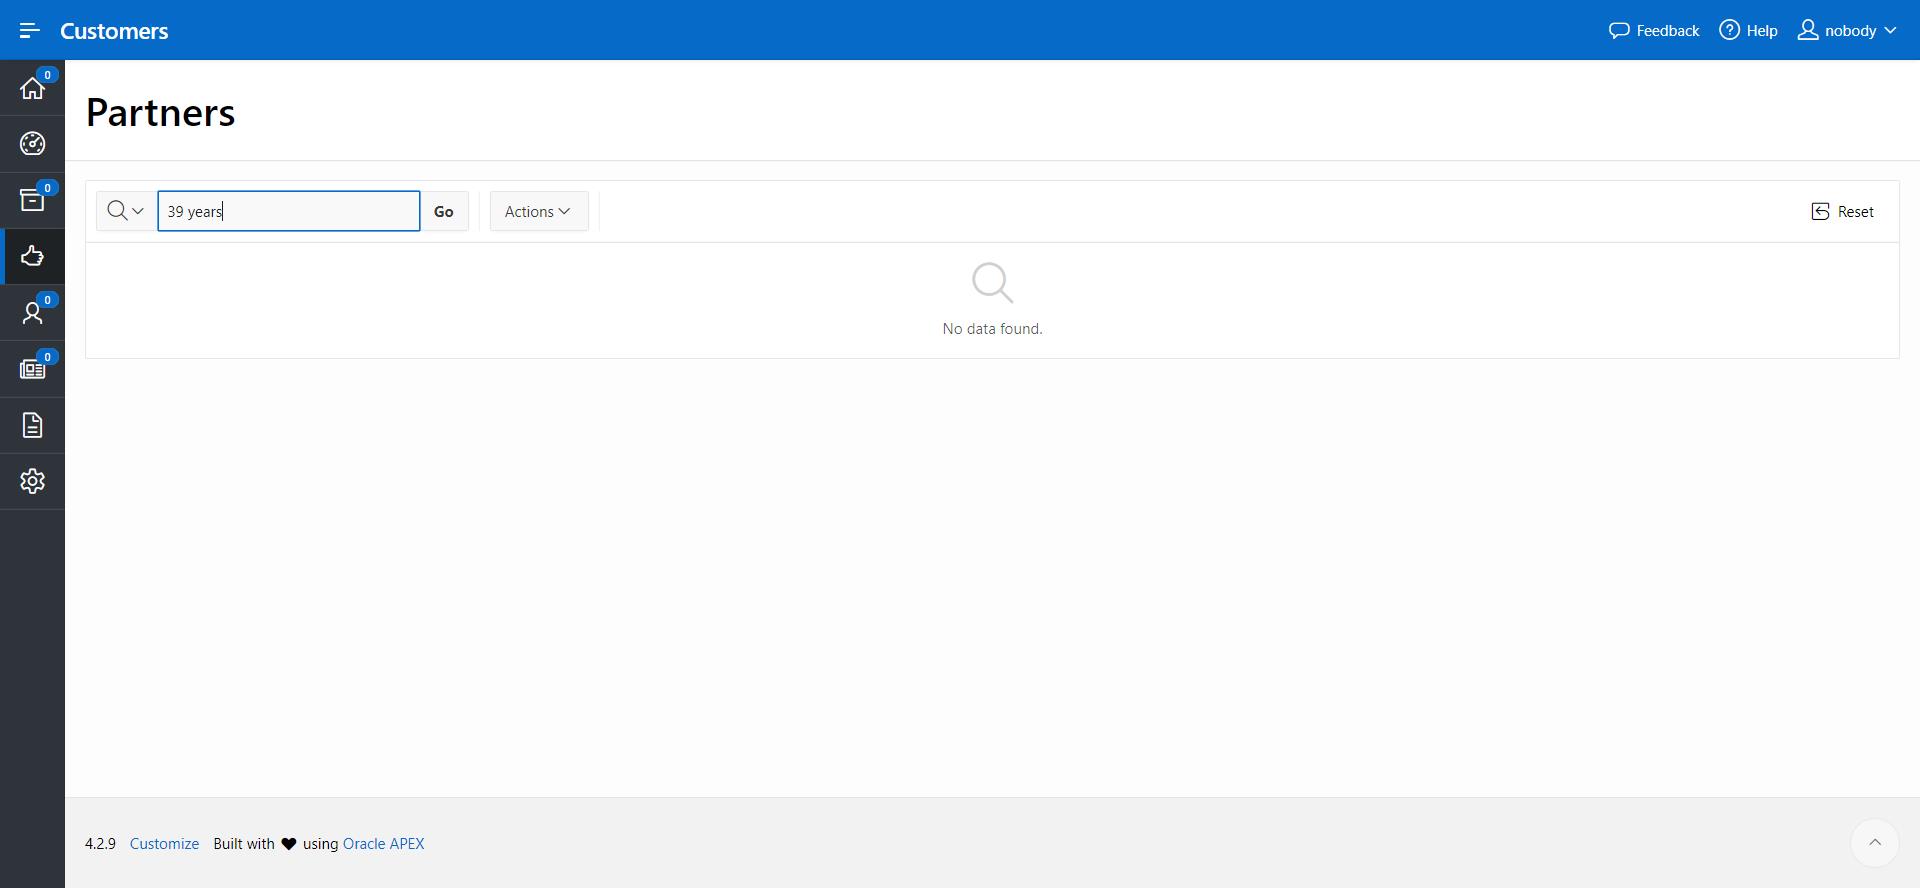 Customers
Feedback
Help
nobody
0
Partners
0
39 years
Go
Actions
Reset
No data found.
0
0
4.2.9 Customize Built with ♥ using Oracle APEX